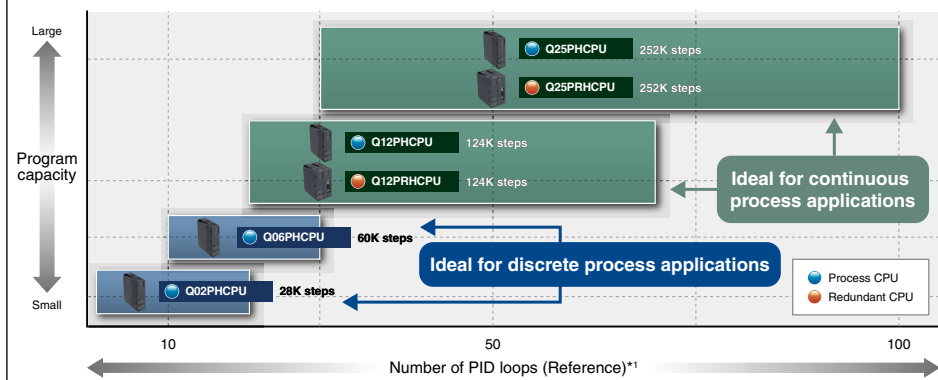 Large
Program
capacity
Small
Q25PHCPU 252K steps
Q25PRHCPU 252K steps
Q12PHCPU 124K steps
Q12PRHCPU 124K steps
Q06PHCPU 60K steps
Q02PHCPU 28K steps
Ideal for continuous
process applications
Ideal for discrete process applications
Process CPU
Redundant CPU
10 50 100
Number of PID loops (Reference)*1